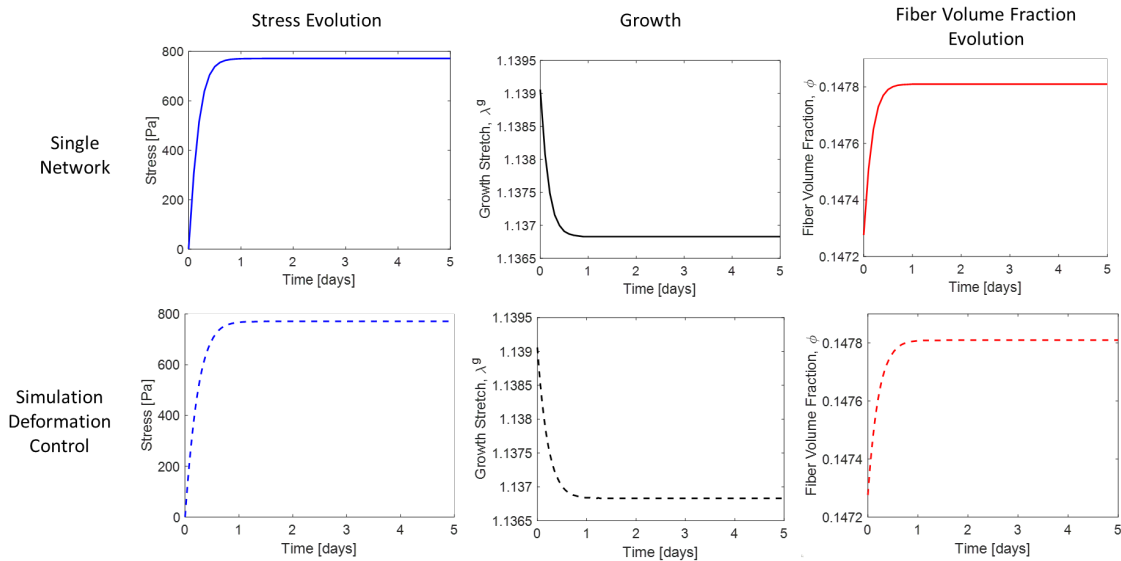 Stress Evolution
Growth
Fiber Volume Fraction
Evolution
Single
Network
800
600
400
200
0
Stress [Pa]
0 1 2 3 4 5
Time [days]
1.1395
1.139
1.1385
1.138
1.1375
1.137
1.1365
Growth Stretch, λg
0 1 2 3 4 5
Time [days]
0.1478
0.1476
0.1474
0.1472
Fiber Volume Fraction, ϕ
0 1 2 3 4 5
Time [days]
Simulation
Deformation
Control
800
600
400
200
0
Stress [Pa]
0 1 2 3 4 5
Time [days]
1.1395
1.139
1.1385
1.138
1.1375
1.137
1.1365
Growth Stretch, λg
0 1 2 3 4 5
Time [days]
0.1478
0.1476
0.1474
0.1472
Fiber Volume Fraction, ϕ
0 1 2 3 4 5
Time [days]